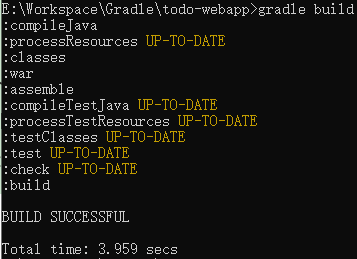 E:\Workspace\Gradle\todo-webapp>gradle build
:compileJava
:processResources UP-TO-DATE
:classes
:war
:assemble
:compileTestJava UP-TO-DATE
:processTestResources UP-TO-DATE
:testClasses UP-TO-DATE
:test UP-TO-DATE
:check UP-TO-DATE
:build
BUILD SUCCESSFUL
Total time: 3.959 secs